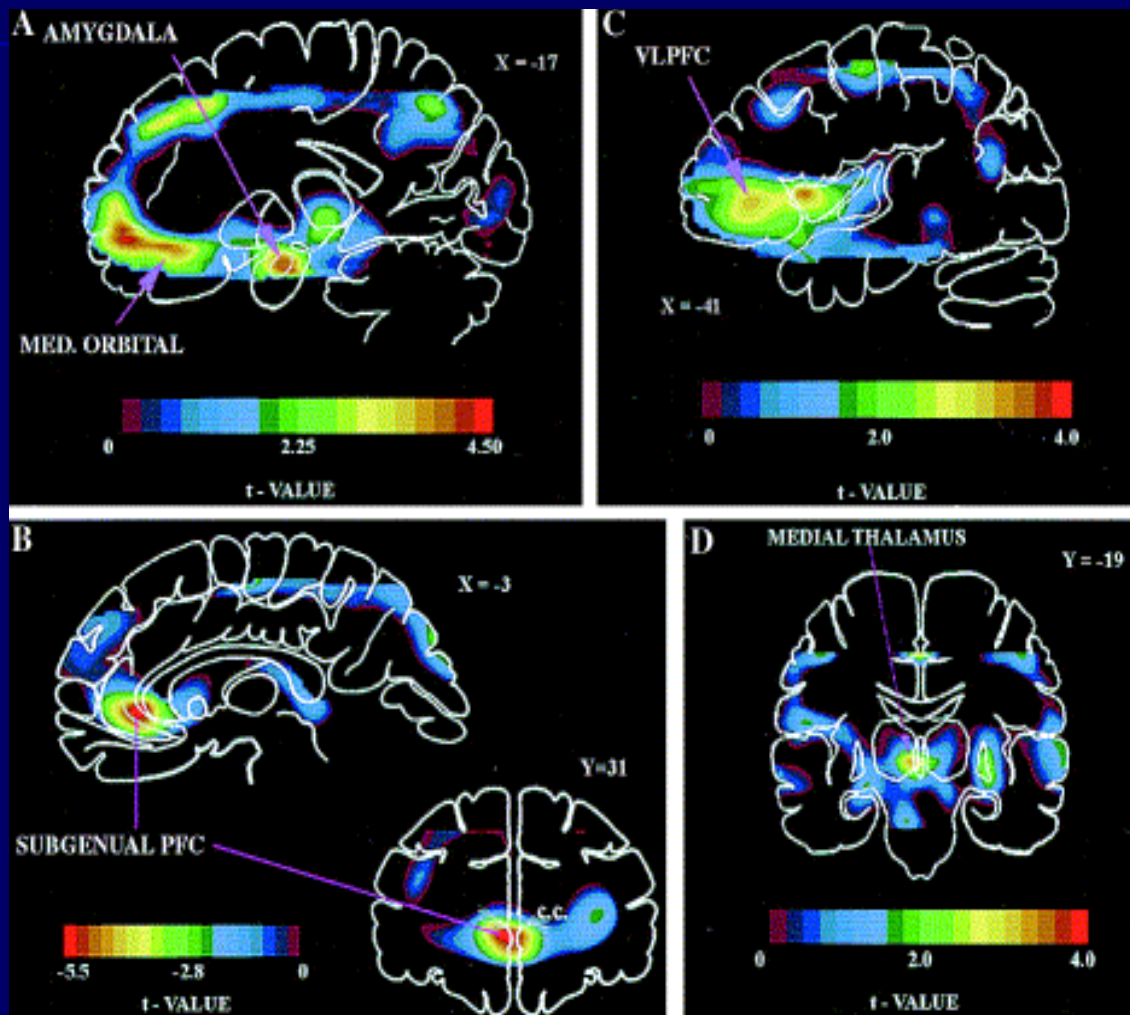 A
AMYGDALA
X = -17
MED. ORBITAL
0 2.25 4.50
t - VALUE
C
VLPFC
X = -41
0 2.0 4.0
t - VALUE
B
X = -3
Y=31
SUBGENUAL PFC
C.C.
-5.5 -2.8 0
t - VALUE
D
MEDIAL THALAMUS
Y = -19
0 2.0 4.0
t - VALUE